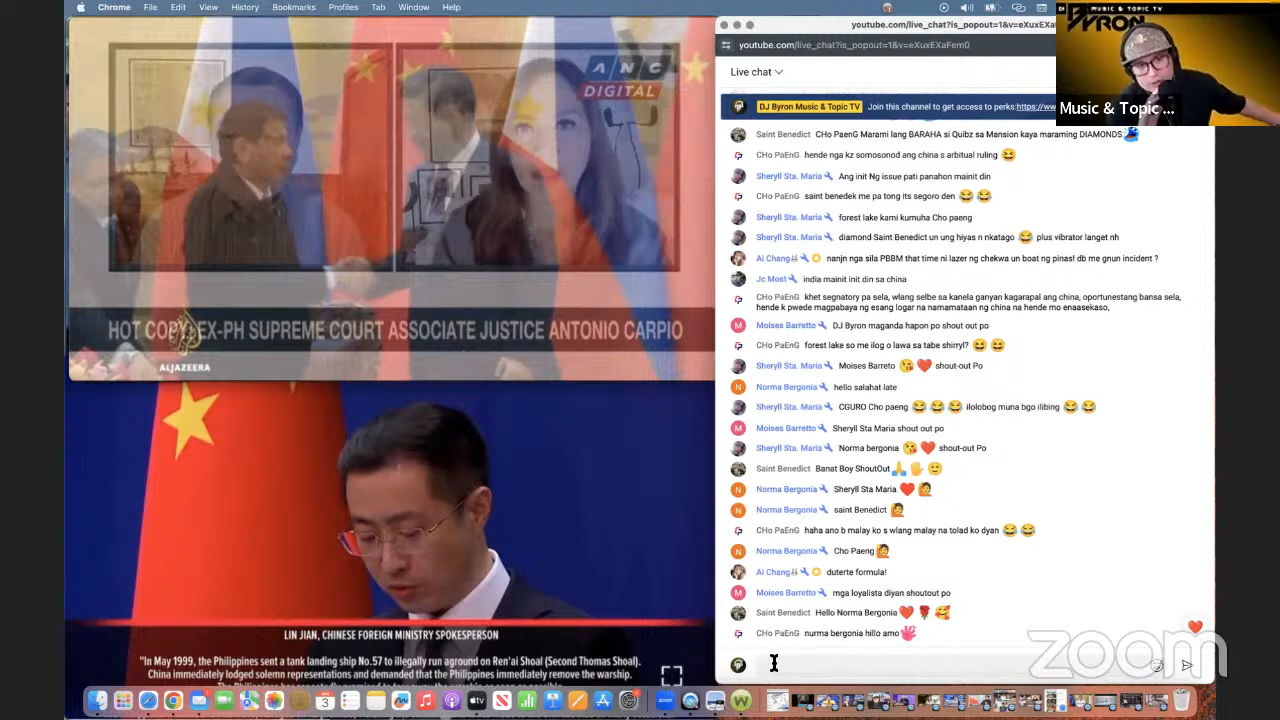 Chrome File Edit View History Bookmarks Profiles Tab Window Help
ANC
DIGITAL
HOT COPY: EX-PH SUPREME COURT ASSOCIATE JUSTICE ANTONIO CARPIO
ALJAZEERA
LIN JIAN, CHINESE FOREIGN MINISTRY SPOKESPERSON
"In May 1999, the Philippines sent a tank landing ship No.57 to illegally run aground on Ren'ai Shoal (Second Thomas Shoal).
China immediately lodged solemn representations and demanded that the Philippines immediately remove the warship.
youtube.com/live_chat?is_popout=1&v=eXuxEXa
youtube.com/live_chat?is_popout=1&v=eXuxEXaFem0
Live chat
DJ Byron Music & Topic TV Join this channel to get access to perks:https://ww
Saint Benedict CHo PaenG Marami lang BARAHA si Quibz sa Mansion kaya maraming DIAMONDS
CHo PaEnG hende nga kz somosonod ang china s arbitual ruling 😆
Sheryll Sta. Maria Ang init Ng issue pati panahon mainit din
CHo PaEnG saint benedek me pa tong its segoro den 😂 😂
Sheryll Sta. Maria forest lake kami kumuha Cho paeng
Sheryll Sta. Maria diamond Saint Benedict un ung hiyas n nkatago 😂 plus vibrator langet nh
Ai Chang nanjn nga sila PBBM that time ni lazer ng chekwa un boat ng pinas! db me gnun incident ?
Jc Most india mainit init din sa china
CHo PaEnG khet segnatory pa sela, wlang selbe sa kanela ganyan kagarapal ang china, oportunestang bansa sela,
hende k pwede magpabaya ng esang logar na namamataan ng china na hende mo enaasekaso,
Moises Barretto DJ Byron maganda hapon po shout out po
CHo PaEnG forest lake so me ilog o lawa sa tabe shirryl? 😆 😆
Sheryll Sta. Maria Moises Barreto 😘 ❤️ shout-out Po
Norma Bergonia hello salahat late
Sheryll Sta. Maria CGURO Cho paeng 😂 😂 😂 ilolobog muna bgo ilibing 😂 😂
Moises Barretto Sheryll Sta Maria shout out po
Sheryll Sta. Maria Norma bergonia 😘 ❤️ shout-out Po
Saint Benedict Banat Boy ShoutOut 🙏 🖐 🙂
Norma Bergonia Sheryll Sta Maria ❤️ 🙋
Norma Bergonia saint Benedict 🙋
CHo PaEnG haha ano b malay ko s wlang malay na tolad ko dyan 😂 😂
Norma Bergonia Cho Paeng 🙋
Ai Chang duterte formula!
Moises Barretto mga loyalista diyan shoutout po
Saint Benedict Hello Norma Bergonia ❤️ 🌹 🥰
CHo PaEnG nurma bergonia hillo amo 👋
MUSIC & TOPIC TV
BYRON
Music & Topic ...
zoom